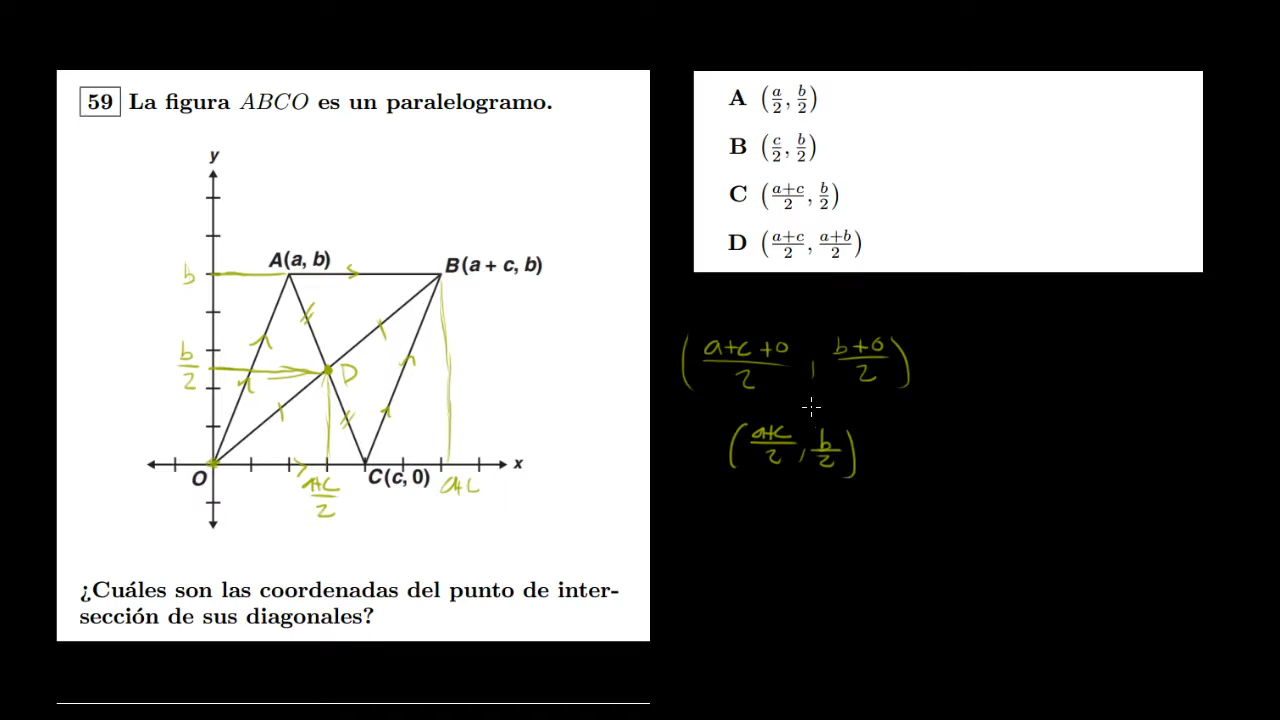 59 La figura ABCO es un paralelogramo.
y
A(a, b)
B(a + c, b)
b
b/2
D
O
x
C(c, 0)
a+c/2
a+c
¿Cuáles son las coordenadas del punto de inter-
sección de sus diagonales?
A (a/2, b/2)
B (c/2, b/2)
C (a+c/2, b/2)
D (a+c/2, a+b/2)
(a+c+0/2, b+0/2)
(a+c/2, b/2)